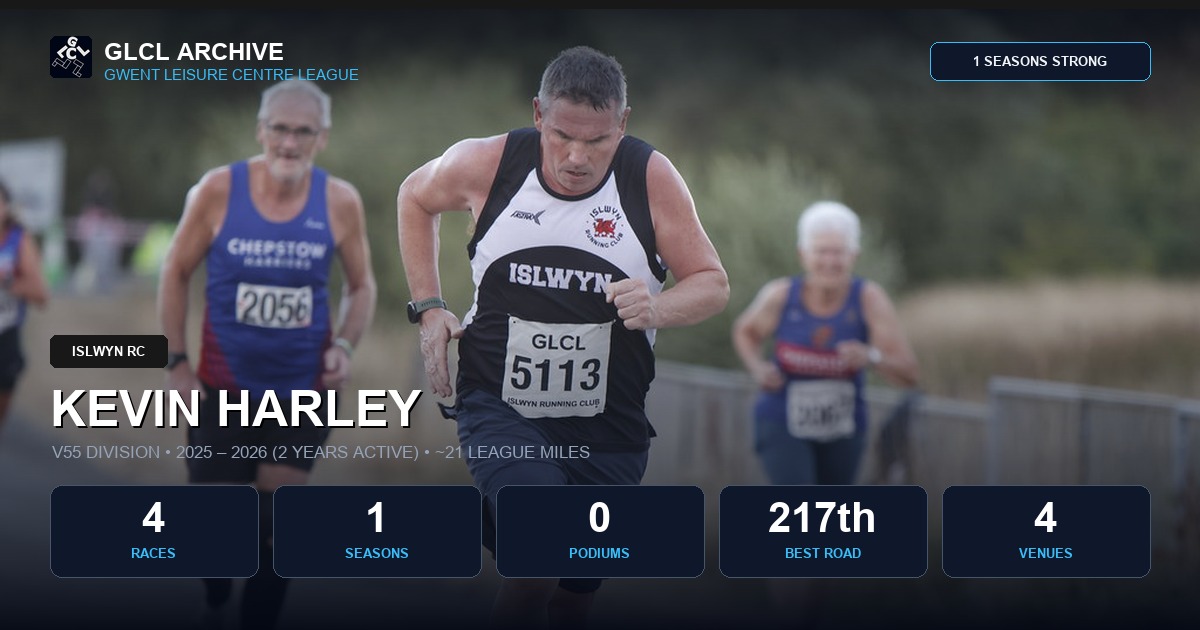 GLCL ARCHIVE
GWENT LEISURE CENTRE LEAGUE
1 SEASONS STRONG
ISLWYN
RUNNING CLUB
CHEPSTOW
HARRIERS
2056
ISLWYN
GLCL
5113
ISLWYN RUNNING CLUB
ISLWYN RC
KEVIN HARLEY
V55 DIVISION • 2025 – 2026 (2 YEARS ACTIVE) • ~21 LEAGUE MILES
4
RACES
1
SEASONS
0
PODIUMS
217th
BEST ROAD
4
VENUES